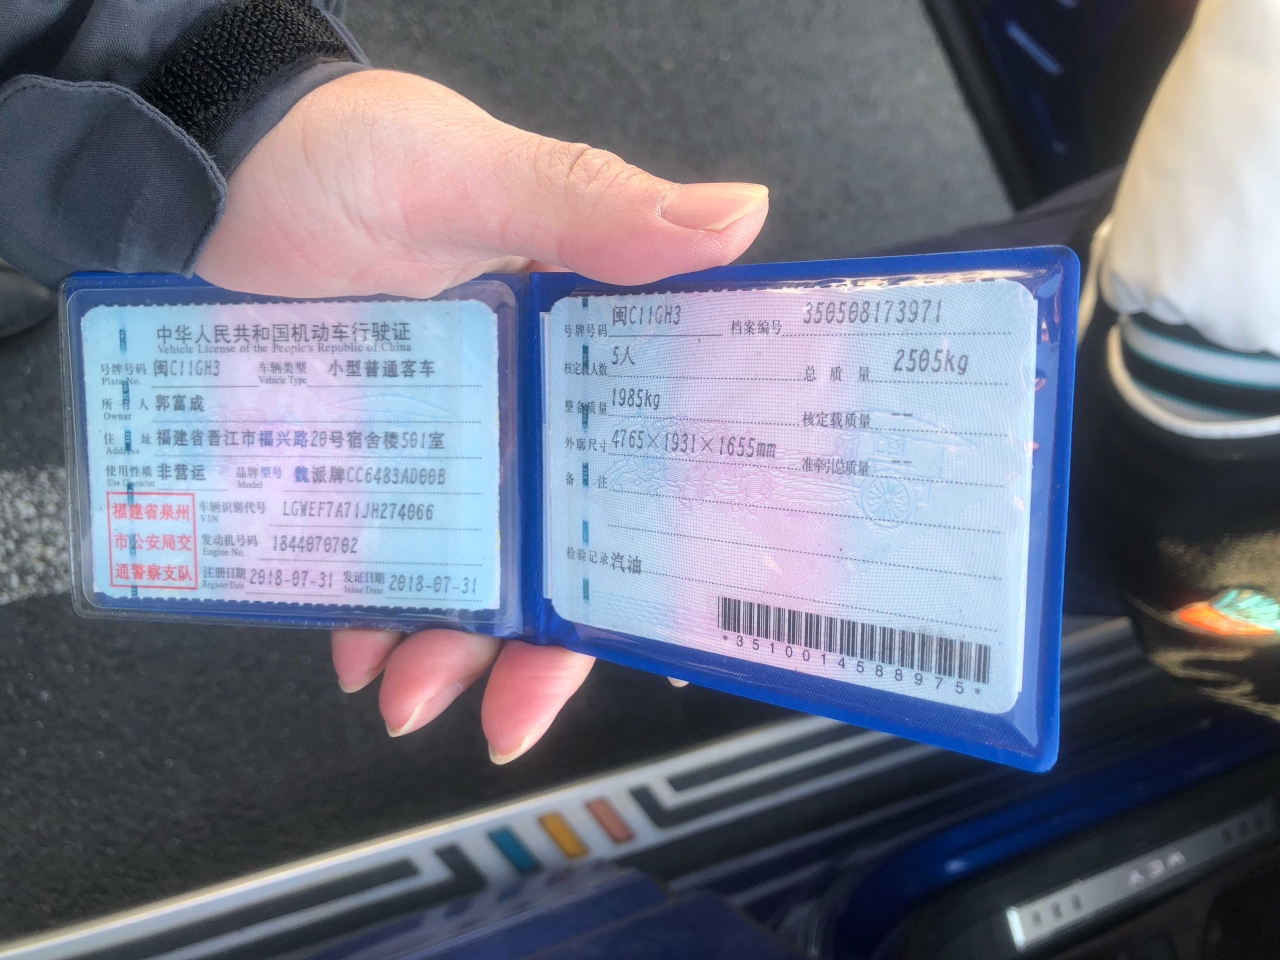 中华人民共和国机动车行驶证
Vehicle License of the People's Republic of China
号牌号码 闽C11GH3 车辆类型 小型普通客车
Plate No. Vehicle Type
所有人 郭富成
Owner
住址 福建省晋江市福兴路20号宿舍楼501室
Address
使用性质 非营运 品牌型号 魏派牌CC6483AD00B
Use Character Model
福建省泉州
市公安局交
通警察支队
车辆识别代号 LGWEF7A71JH274066
VIN
发动机号码 1844070702
Engine No.
注册日期 2018-07-31 发证日期 2018-07-31
Register Date Issue Date
号牌号码 闽C11GH3 档案编号 350508173971
核定载人数 5人 总质量 2505kg
整备质量 1985kg 核定载质量 --
外廓尺寸 4765×1931×1655mm 准牵引总质量 --
备注
检验记录 汽油
*3510014588975*
WEY